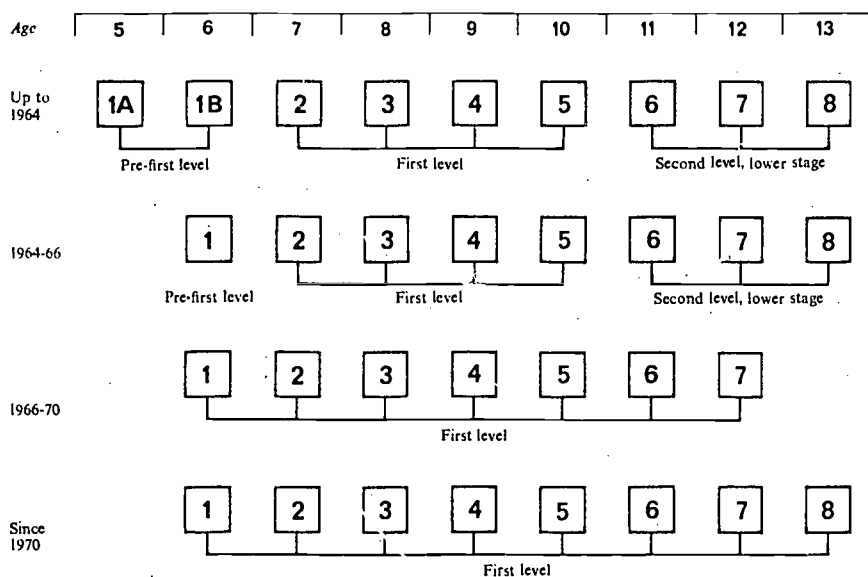 Age 5 6 7 8 9 10 11 12 13
Up to
1964
1A 1B 2 3 4 5 6 7 8
Pre-first level First level Second level, lower stage
1964-66
1 2 3 4 5 6 7 8
Pre-first level First level Second level, lower stage
1966-70
1 2 3 4 5 6 7
First level
Since
1970
1 2 3 4 5 6 7 8
First level